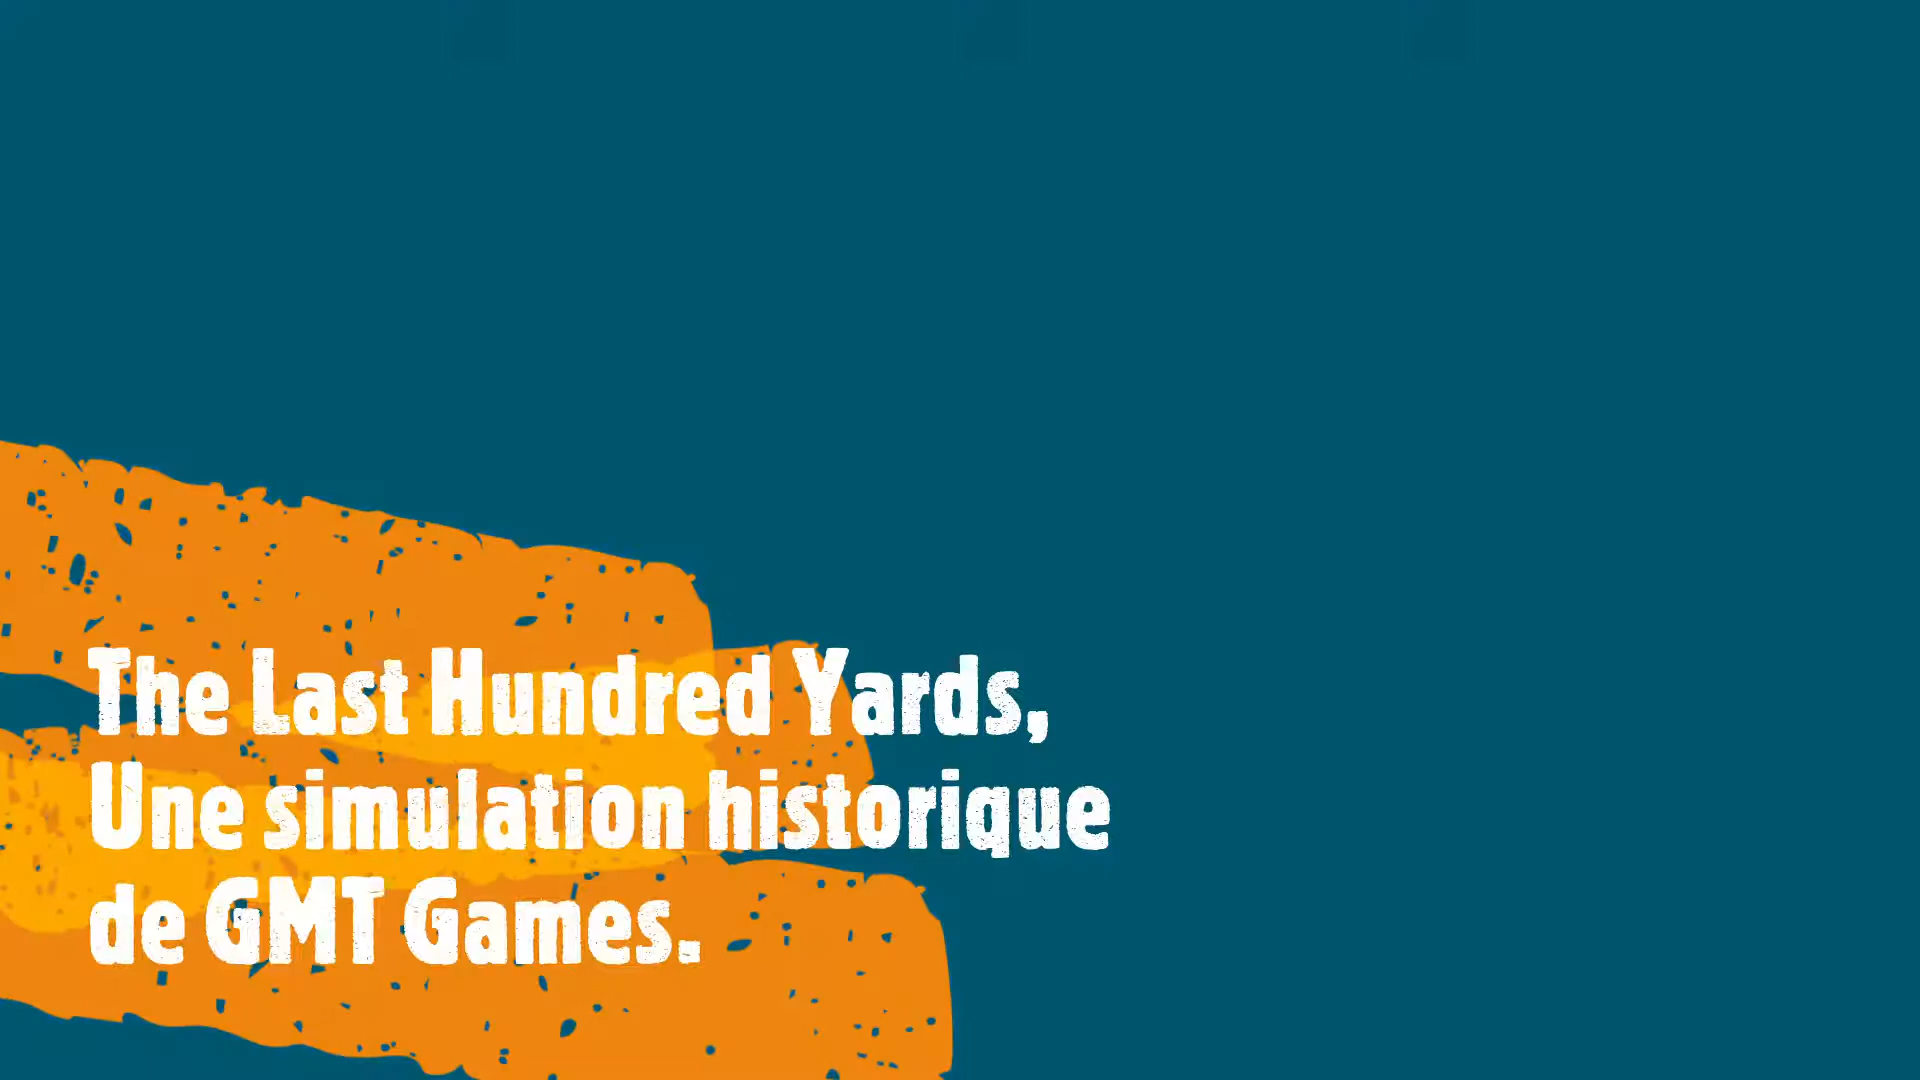 The Last Hundred Yards,
Une simulation historique
de GMT Games.